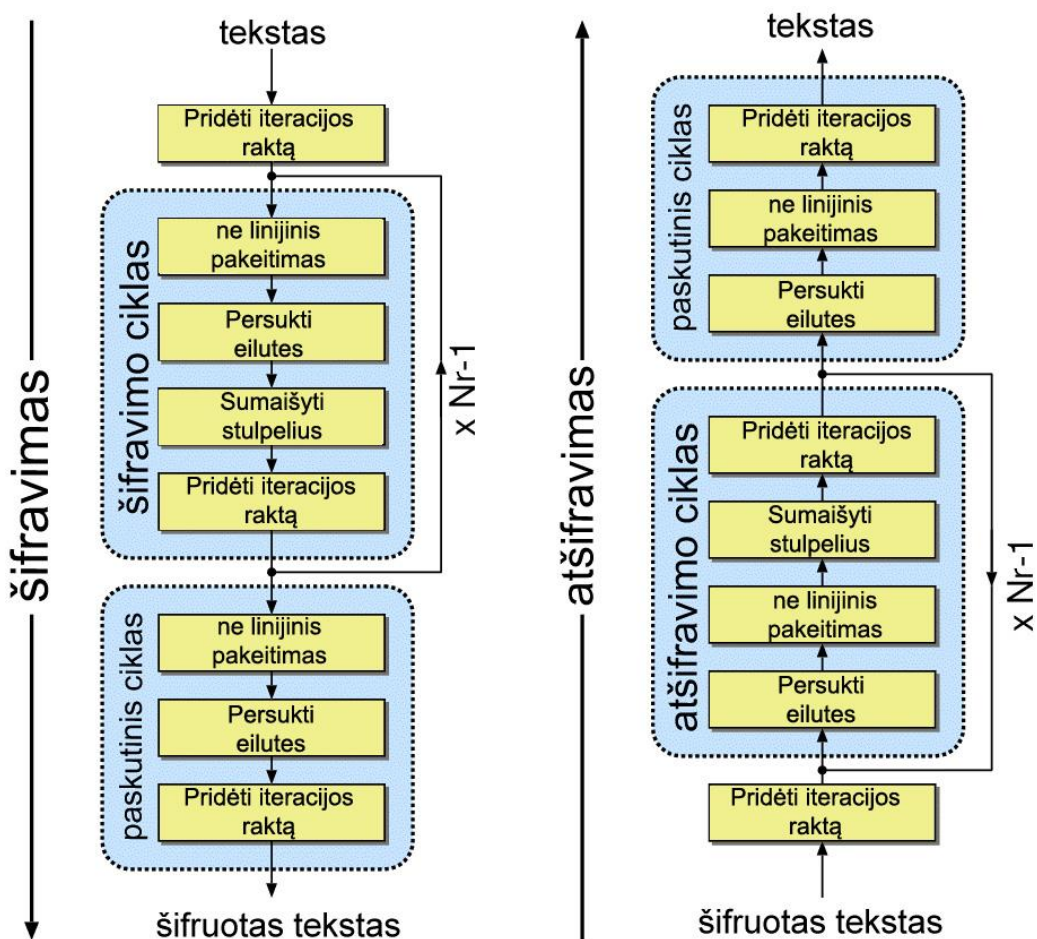 šifravimas
tekstas
Pridėti iteracijos
raktą
šifravimo ciklas
ne linijinis
pakeitimas
Persukti
eilutes
Sumaišyti
stulpelius
Pridėti iteracijos
raktą
x Nr-1
paskutinis ciklas
ne linijinis
pakeitimas
Persukti
eilutes
Pridėti iteracijos
raktą
šifruotas tekstas
atšifravimas
tekstas
paskutinis ciklas
Pridėti iteracijos
raktą
ne linijinis
pakeitimas
Persukti
eilutes
atšifravimo ciklas
Pridėti iteracijos
raktą
Sumaišyti
stulpelius
ne linijinis
pakeitimas
Persukti
eilutes
x Nr-1
Pridėti iteracijos
raktą
šifruotas tekstas